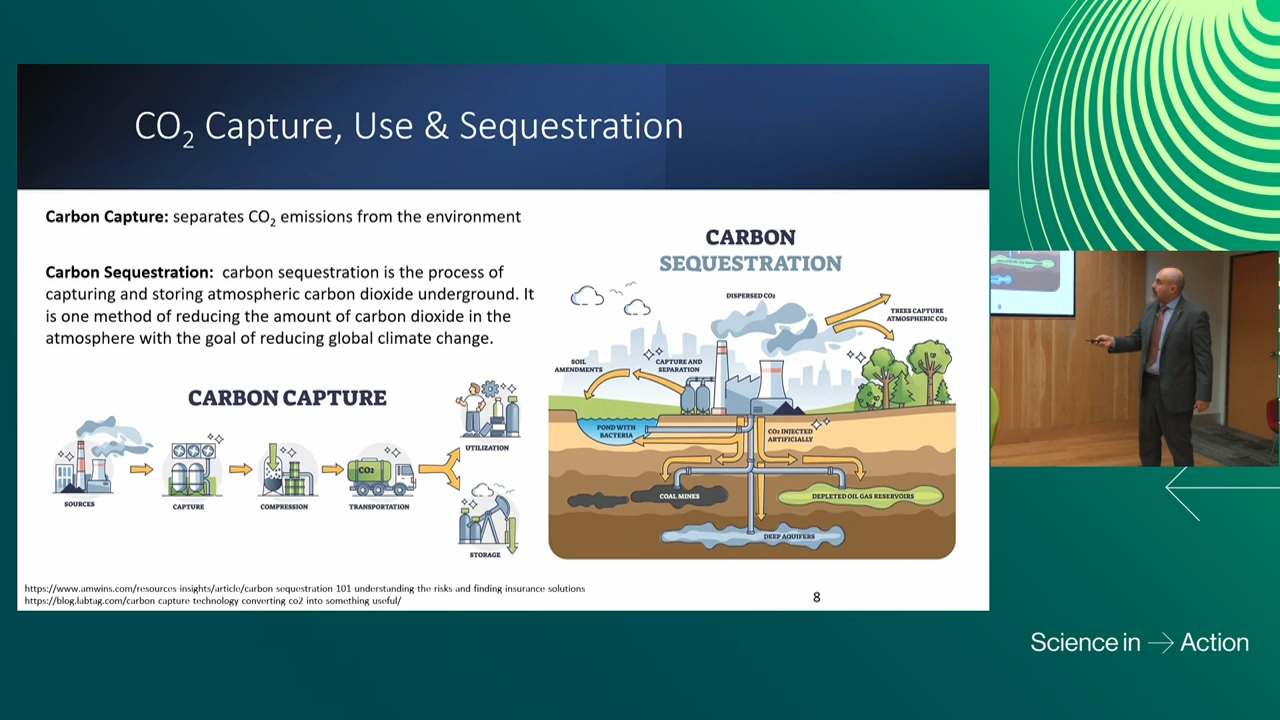 CO₂ Capture, Use & Sequestration
Carbon Capture: separates CO₂ emissions from the environment
Carbon Sequestration: carbon sequestration is the process of
capturing and storing atmospheric carbon dioxide underground. It
is one method of reducing the amount of carbon dioxide in the
atmosphere with the goal of reducing global climate change.
CARBON CAPTURE
SOURCES
CAPTURE
COMPRESSION
CO2
TRANSPORTATION
UTILIZATION
STORAGE
CARBON
SEQUESTRATION
DISPERSED CO₂
TREES CAPTURE
ATMOSPHERIC CO₂
SOIL
AMENDMENTS
CAPTURE AND
SEPARATION
POND WITH
BACTERIA
CO₂ INJECTED
ARTIFICIALLY
COAL MINES
DEPLETED OIL GAS RESERVOIRS
DEEP AQUIFERS
https://www.amwins.com/resources insights/article/carbon sequestration 101 understanding the risks and finding insurance solutions
https://blog.labtag.com/carbon capture technology converting co2 into something useful/
8
Science in → Action